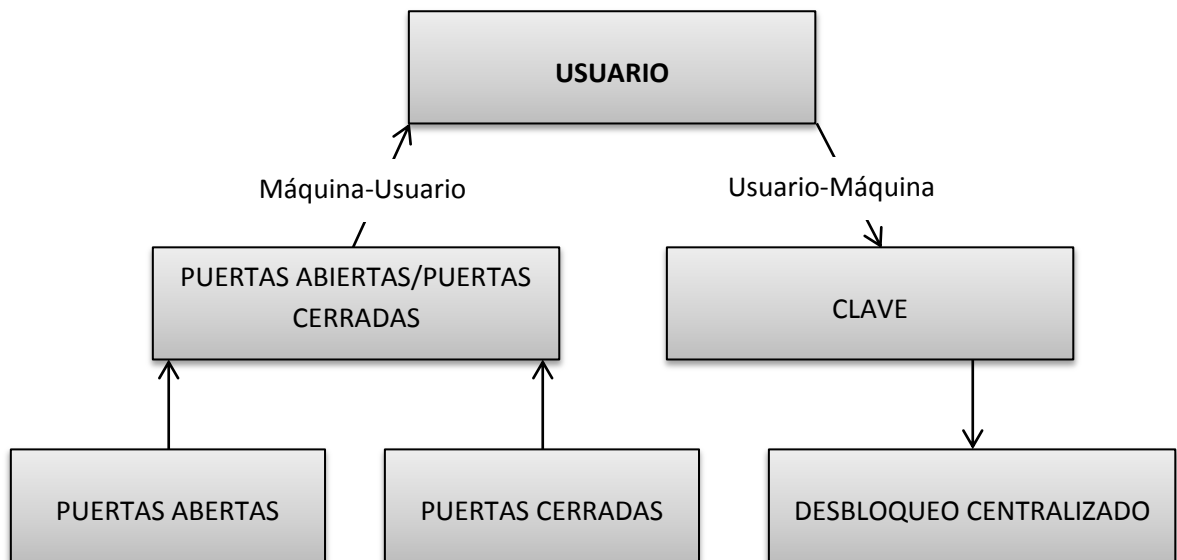 USUARIO
Máquina-Usuario
Usuario-Máquina
PUERTAS ABIERTAS/PUERTAS
CERRADAS
CLAVE
PUERTAS ABERTAS
PUERTAS CERRADAS
DESBLOQUEO CENTRALIZADO